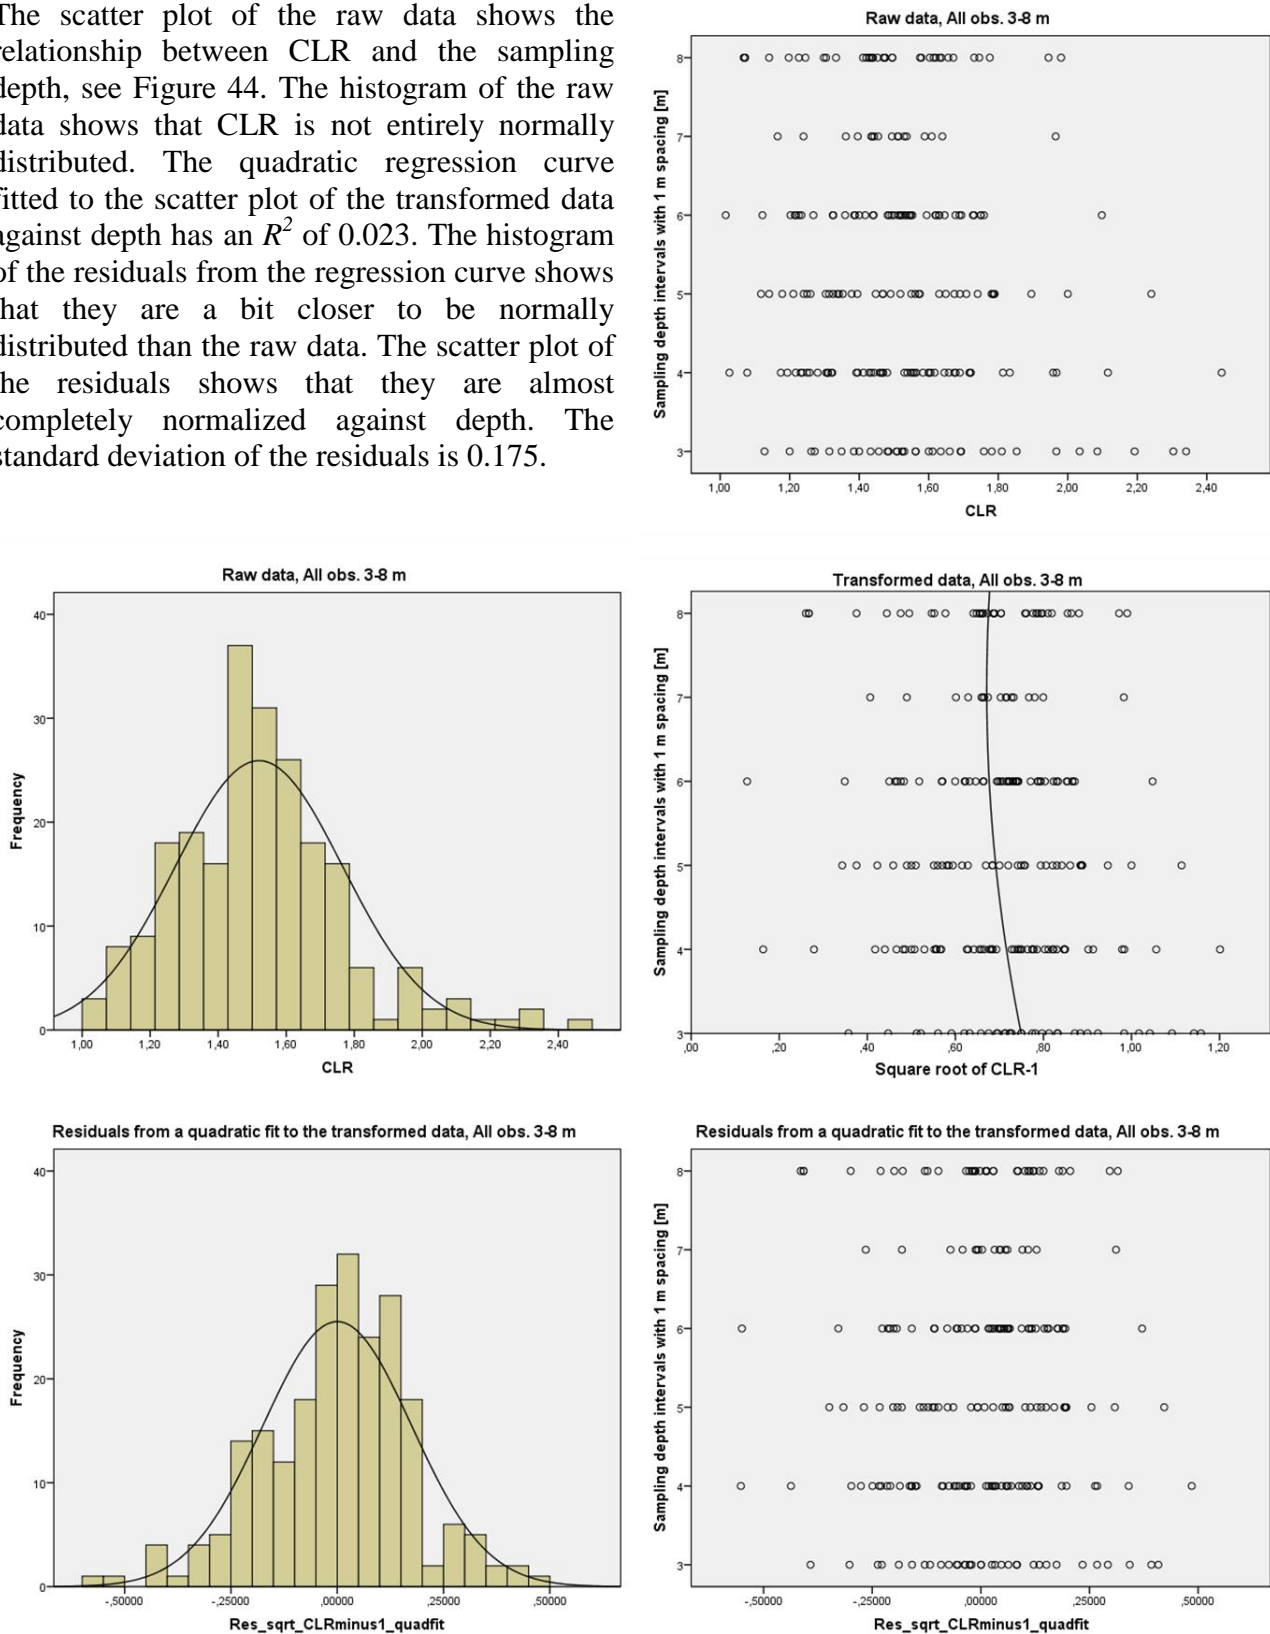 The scatter plot of the raw data shows the
relationship between CLR and the sampling
depth, see Figure 44. The histogram of the raw
data shows that CLR is not entirely normally
distributed. The quadratic regression curve
fitted to the scatter plot of the transformed data
against depth has an R² of 0.023. The histogram
of the residuals from the regression curve shows
that they are a bit closer to be normally
distributed than the raw data. The scatter plot of
the residuals shows that they are almost
completely normalized against depth. The
standard deviation of the residuals is 0.175.
Raw data, All obs. 3-8 m
Sampling depth intervals with 1 m spacing [m]
8
7
6
5
4
3
1,00 1,20 1,40 1,60 1,80 2,00 2,20 2,40
CLR
Raw data, All obs. 3-8 m
Frequency
40
30
20
10
0
1,00 1,20 1,40 1,60 1,80 2,00 2,20 2,40
CLR
Transformed data, All obs. 3-8 m
Sampling depth intervals with 1 m spacing [m]
8
7
6
5
4
3
,00 ,20 ,40 ,60 ,80 1,00 1,20
Square root of CLR-1
Residuals from a quadratic fit to the transformed data, All obs. 3-8 m
Frequency
40
30
20
10
0
-,50000 -,25000 ,00000 ,25000 ,50000
Res_sqrt_CLRminus1_quadfit
Residuals from a quadratic fit to the transformed data, All obs. 3-8 m
Sampling depth intervals with 1 m spacing [m]
8
7
6
5
4
3
-,50000 -,25000 ,00000 ,25000 ,50000
Res_sqrt_CLRminus1_quadfit